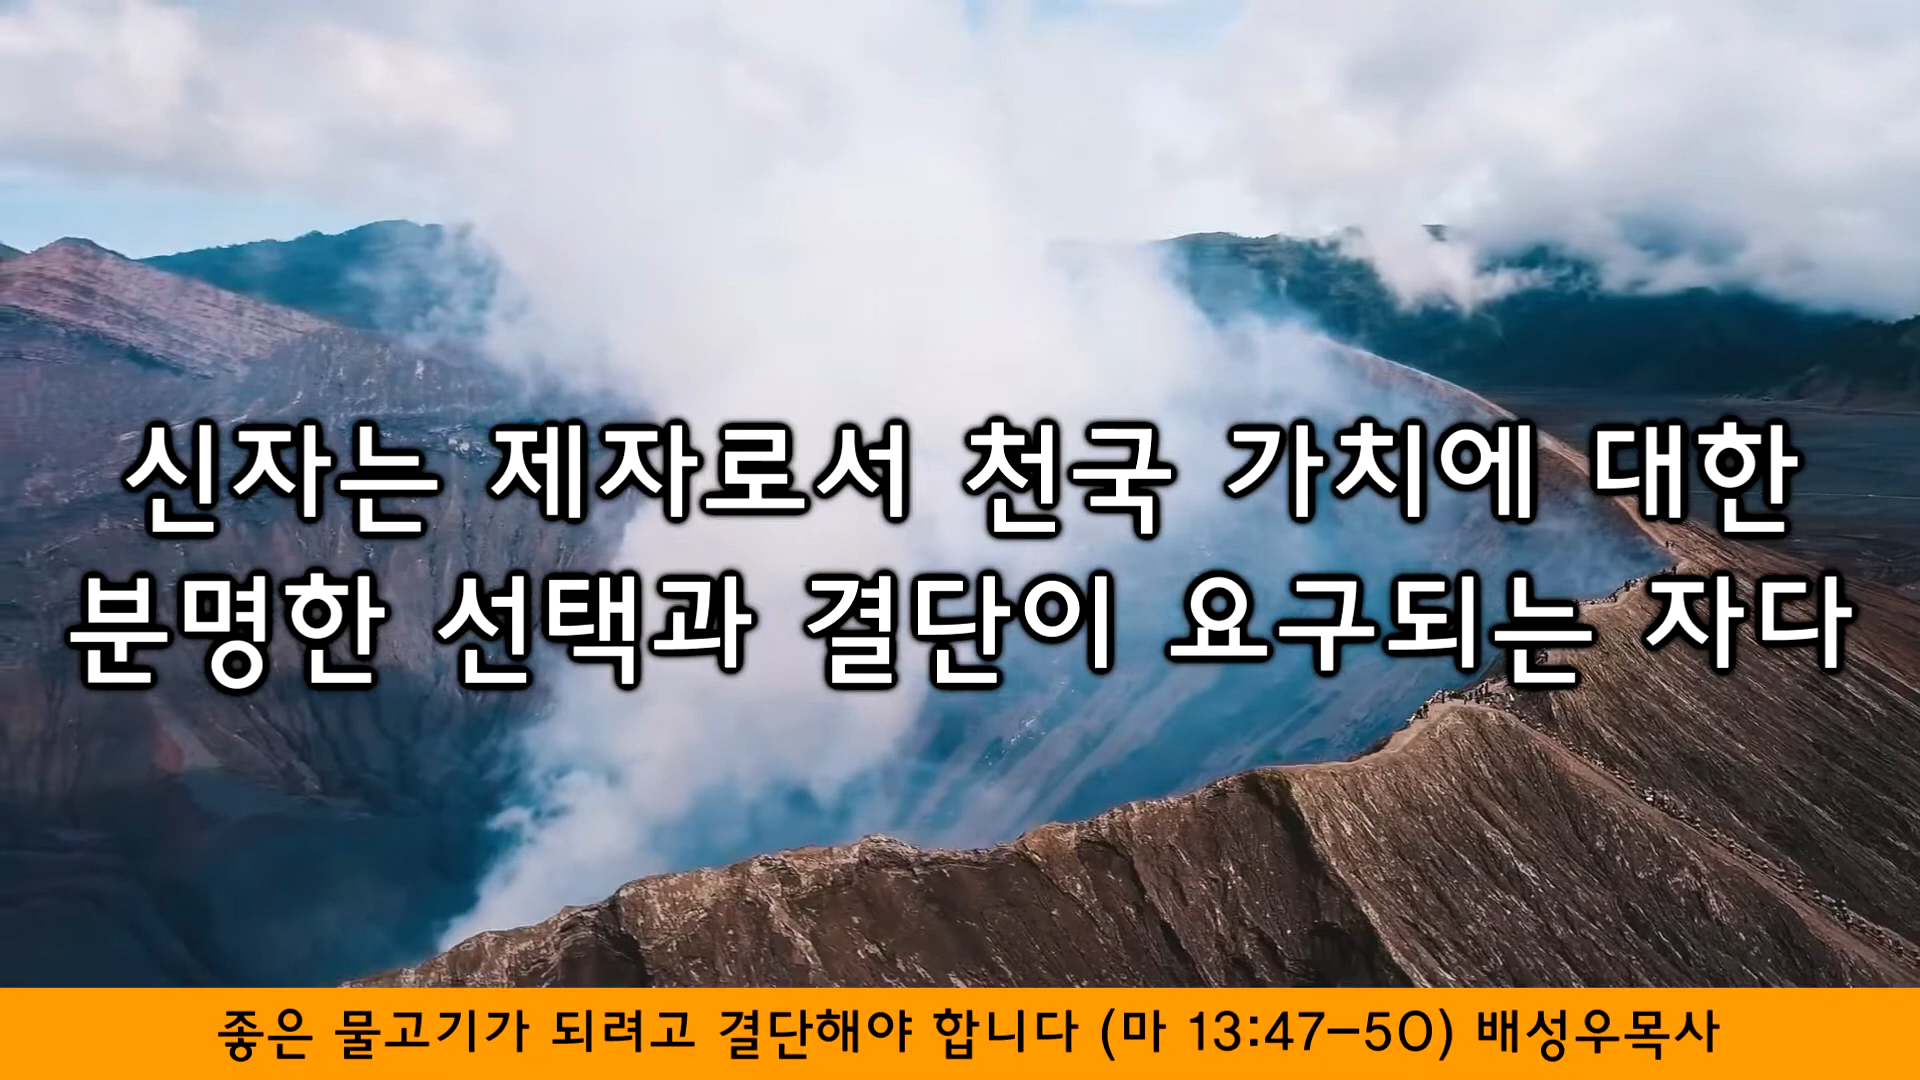 신자는 제자로서 천국 가치에 대한
분명한 선택과 결단이 요구되는 자다
좋은 물고기가 되려고 결단해야 합니다 (마 13:47-50) 배성우목사